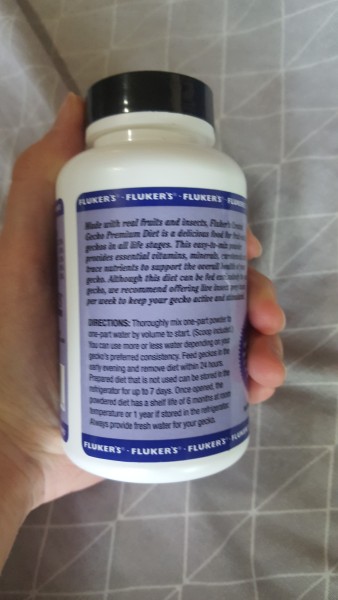 FLUKER'S · FLUKER'S · FLUKER'S · FLUKER'S
Made with real fruits and insects, Fluker's Crested
Gecko Premium Diet is a delicious food for
geckos in all life stages. This easy-to-mix powder
provides essential vitamins, minerals,
trace nutrients to support the overall health of
gecko. Although this diet can be fed
gecko, we recommend offering live insects
per week to keep your gecko active and
DIRECTIONS: Thoroughly mix one-part powder to
one-part water by volume to start. (Scoop included.)
You can use more or less water depending on your
gecko's preferred consistency. Feed geckos in the
early evening and remove diet within 24 hours.
Prepared diet that is not used can be stored in the
refrigerator for up to 7 days. Once opened, the
powdered diet has a shelf life of 6 months at room
temperature or 1 year if stored in the refrigerator.
Always provide fresh water for your gecko.
FLUKER'S · FLUKER'S · FLUKER'S · FLUKER'S